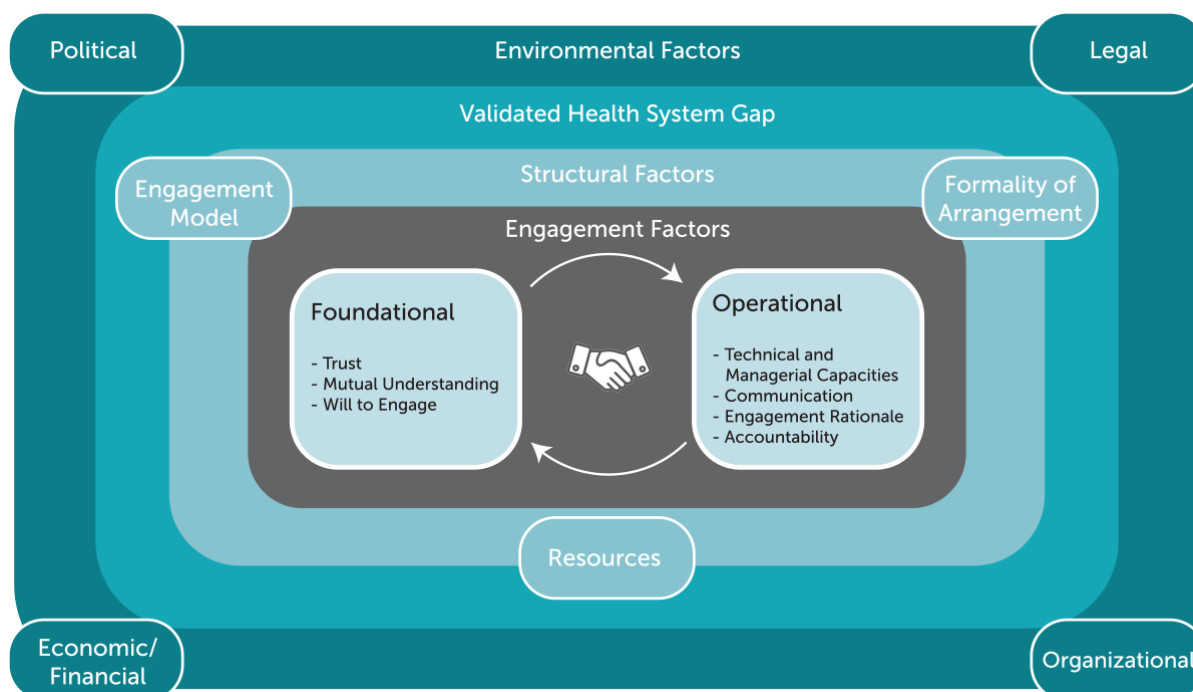 Political
Environmental Factors
Legal
Validated Health System Gap
Engagement
Model
Structural Factors
Formality of
Arrangement
Engagement Factors
Foundational
- Trust
- Mutual Understanding
- Will to Engage
Operational
- Technical and
Managerial Capacities
- Communication
- Engagement Rationale
- Accountability
Resources
Economic/
Financial
Organizational